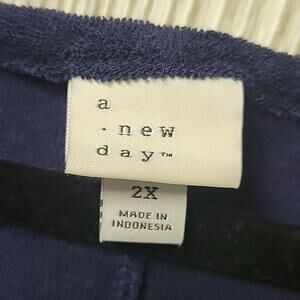 a
· new
day™
2X
MADE IN
INDONESIA